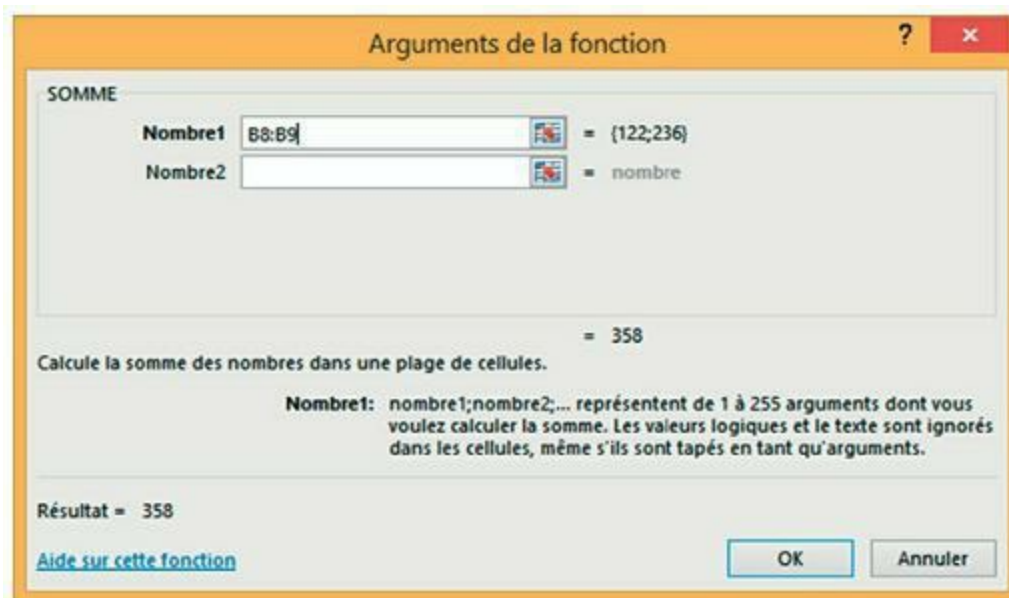 Arguments de la fonction ? ×
SOMME
Nombre1 B8:B9 = {122;236}
Nombre2 = nombre
= 358
Calcule la somme des nombres dans une plage de cellules.
Nombre1: nombre1;nombre2;... représentent de 1 à 255 arguments dont vous
voulez calculer la somme. Les valeurs logiques et le texte sont ignorés
dans les cellules, même s'ils sont tapés en tant qu'arguments.
Résultat = 358
Aide sur cette fonction OK Annuler